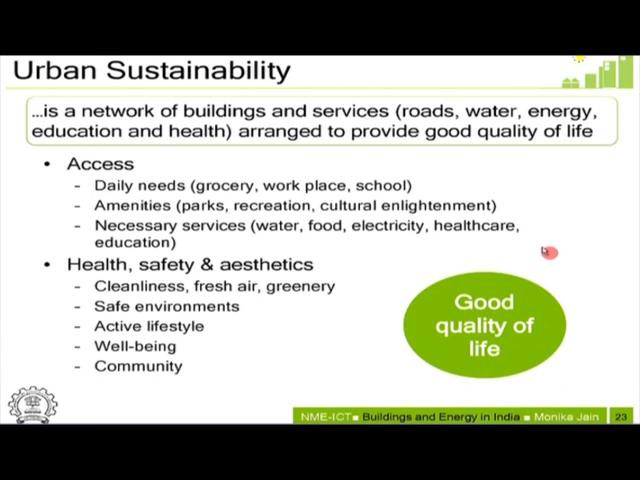 Urban Sustainability
...is a network of buildings and services (roads, water, energy,
education and health) arranged to provide good quality of life
• Access
- Daily needs (grocery, work place, school)
- Amenities (parks, recreation, cultural enlightenment)
- Necessary services (water, food, electricity, healthcare,
education)
• Health, safety & aesthetics
- Cleanliness, fresh air, greenery
- Safe environments
- Active lifestyle
- Well-being
- Community
Good
quality of
life
NME-ICT ■ Buildings and Energy in India ■ Monika Jain 23